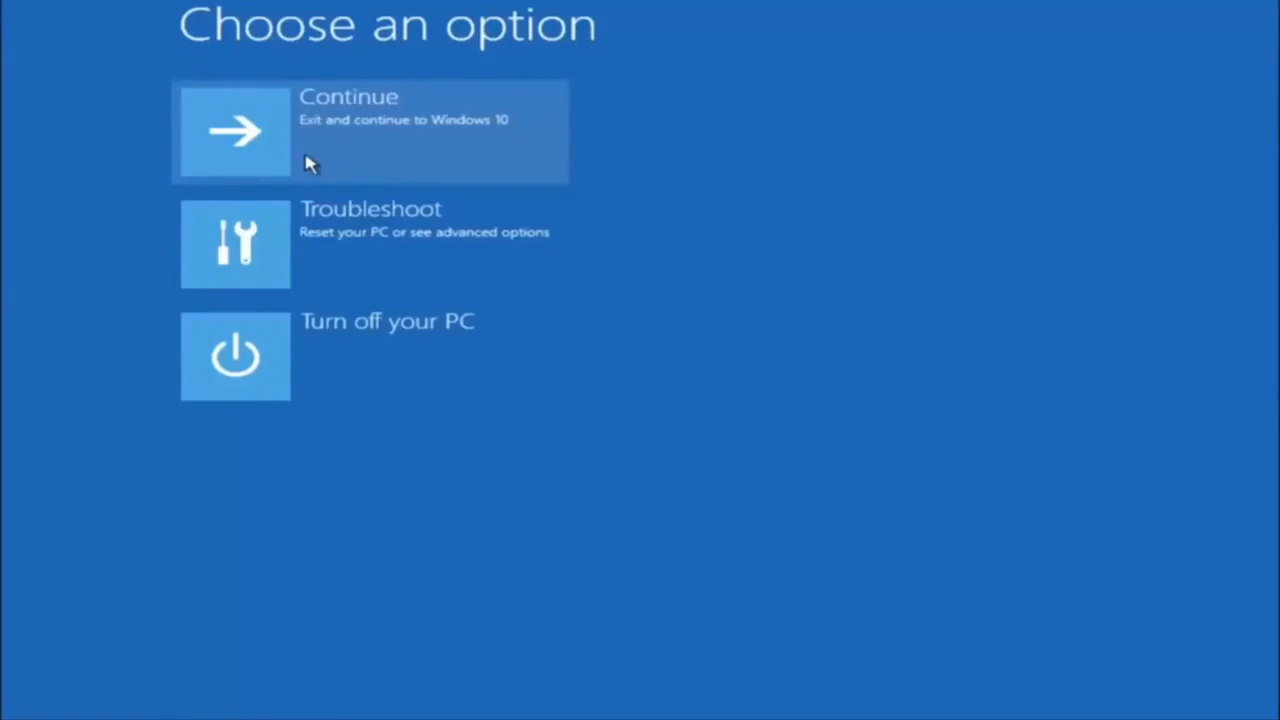 Choose an option
Continue
Exit and continue to Windows 10
Troubleshoot
Reset your PC or see advanced options
Turn off your PC